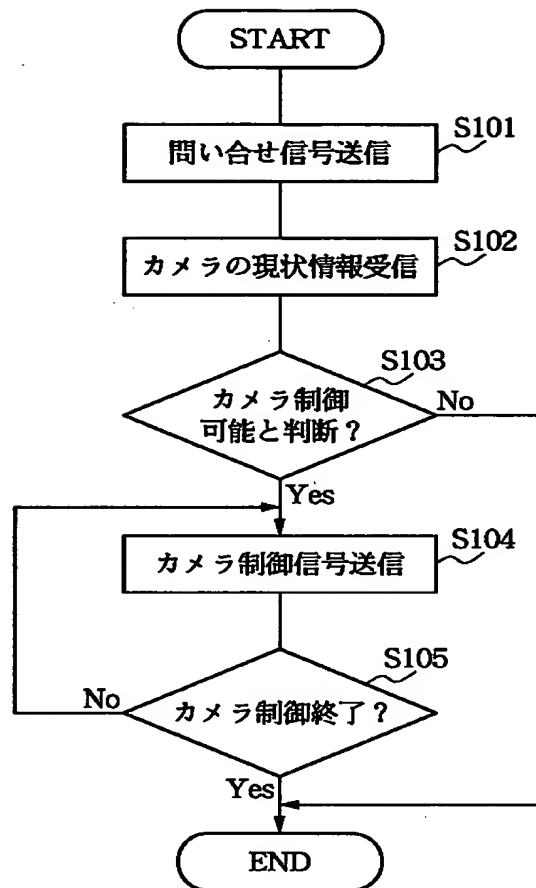 START
S101
問い合せ信号送信
S102
カメラの現状情報受信
S103
カメラ制御
可能と判断？
No
Yes
S104
カメラ制御信号送信
S105
カメラ制御終了？
No
Yes
END